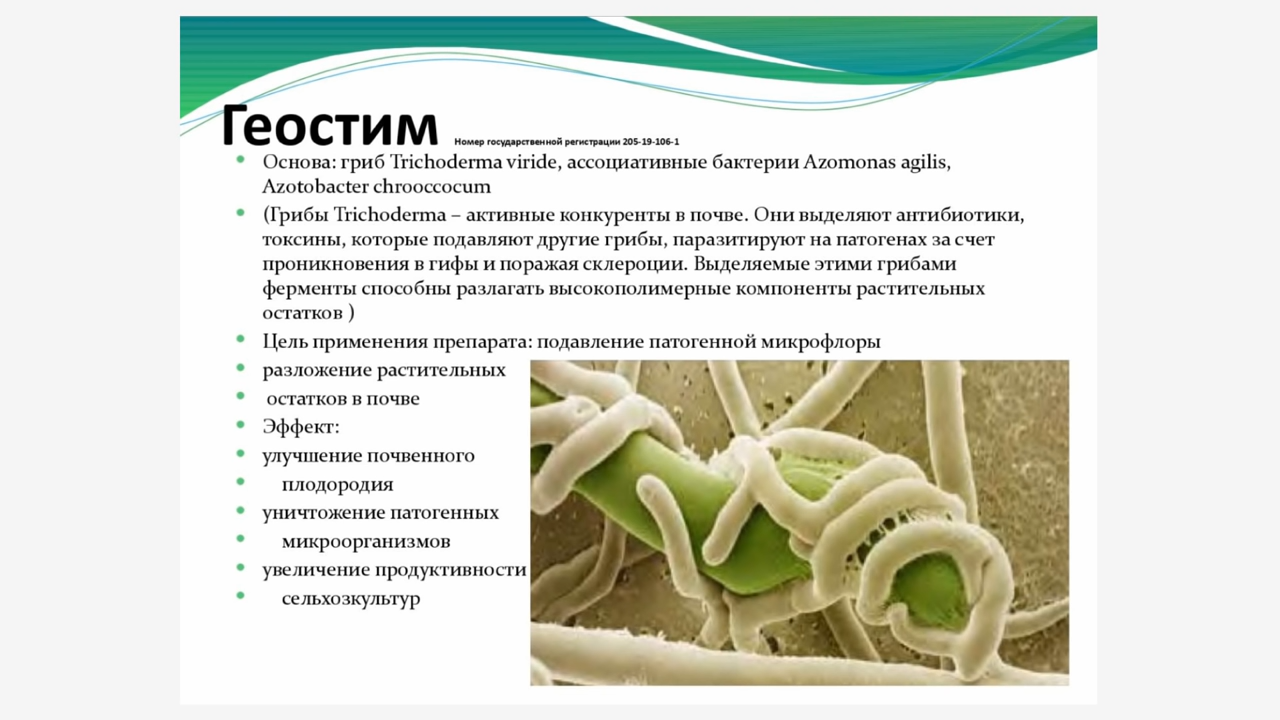 Геостим Номер государственной регистрации 205-19-106-1
• Основа: гриб Trichoderma viride, ассоциативные бактерии Azomonas agilis,
Azotobacter chrooccocum
• (Грибы Trichoderma – активные конкуренты в почве. Они выделяют антибиотики,
токсины, которые подавляют другие грибы, паразитируют на патогенах за счет
проникновения в гифы и поражая склероции. Выделяемые этими грибами
ферменты способны разлагать высокополимерные компоненты растительных
остатков )
• Цель применения препарата: подавление патогенной микрофлоры
• разложение растительных
• остатков в почве
• Эффект:
• улучшение почвенного
• плодородия
• уничтожение патогенных
• микроорганизмов
• увеличение продуктивности
• сельхозкультур